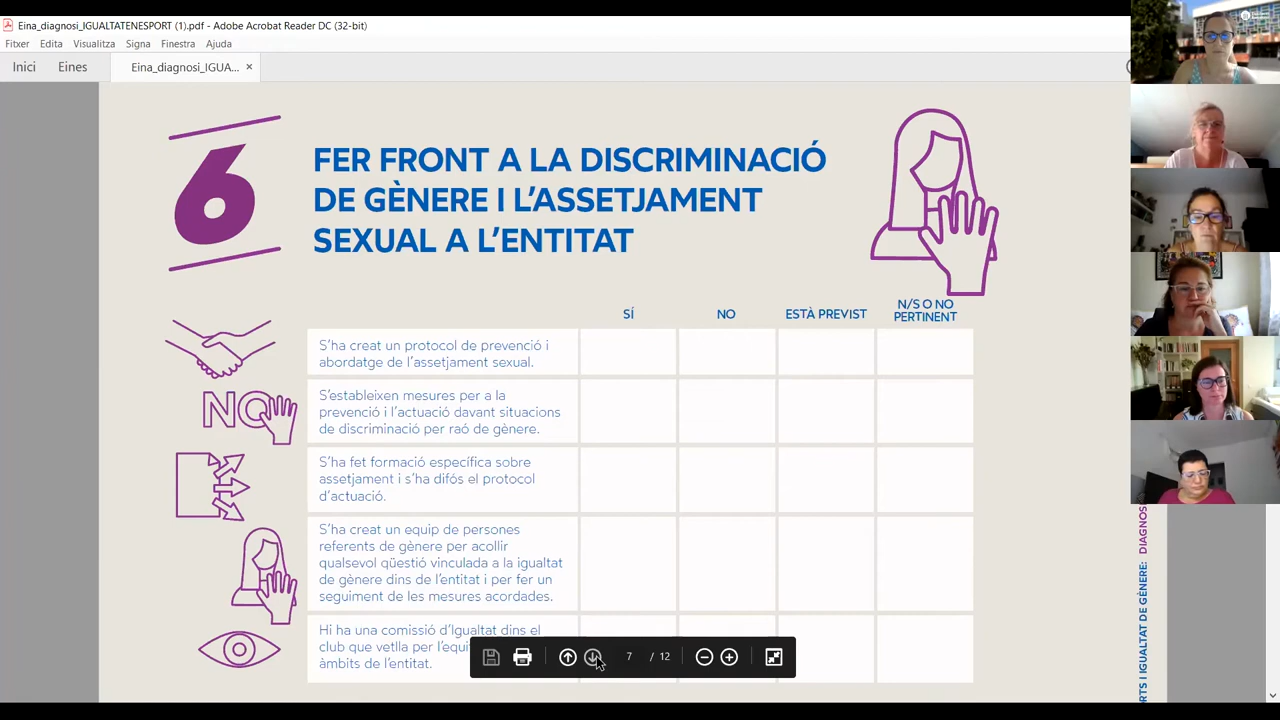 Eina_diagnosi_IGUALTATENESPORT (1).pdf - Adobe Acrobat Reader DC (32-bit)
Fitxer Edita Visualitza Signa Finestra Ajuda
Inici Eines Eina_diagnosi_IGUA... ×
6
FER FRONT A LA DISCRIMINACIÓ
DE GÈNERE I L'ASSETJAMENT
SEXUAL A L'ENTITAT
SÍ NO ESTÀ PREVIST N/S O NO
PERTINENT
S'ha creat un protocol de prevenció i
abordatge de l'assetjament sexual.
NO
S'estableixen mesures per a la
prevenció i l'actuació davant situacions
de discriminació per raó de gènere.
S'ha fet formació específica sobre
assetjament i s'ha difós el protocol
d'actuació.
S'ha creat un equip de persones
referents de gènere per acollir
qualsevol qüestió vinculada a la igualtat
de gènere dins de l'entitat i per fer un
seguiment de les mesures acordades.
Hi ha una comissió d'Igualtat dins el
club que vetlla per l'equi
àmbits de l'entitat.
7 / 12
RTS I IGUALTAT DE GÈNERE: DIAGNOS